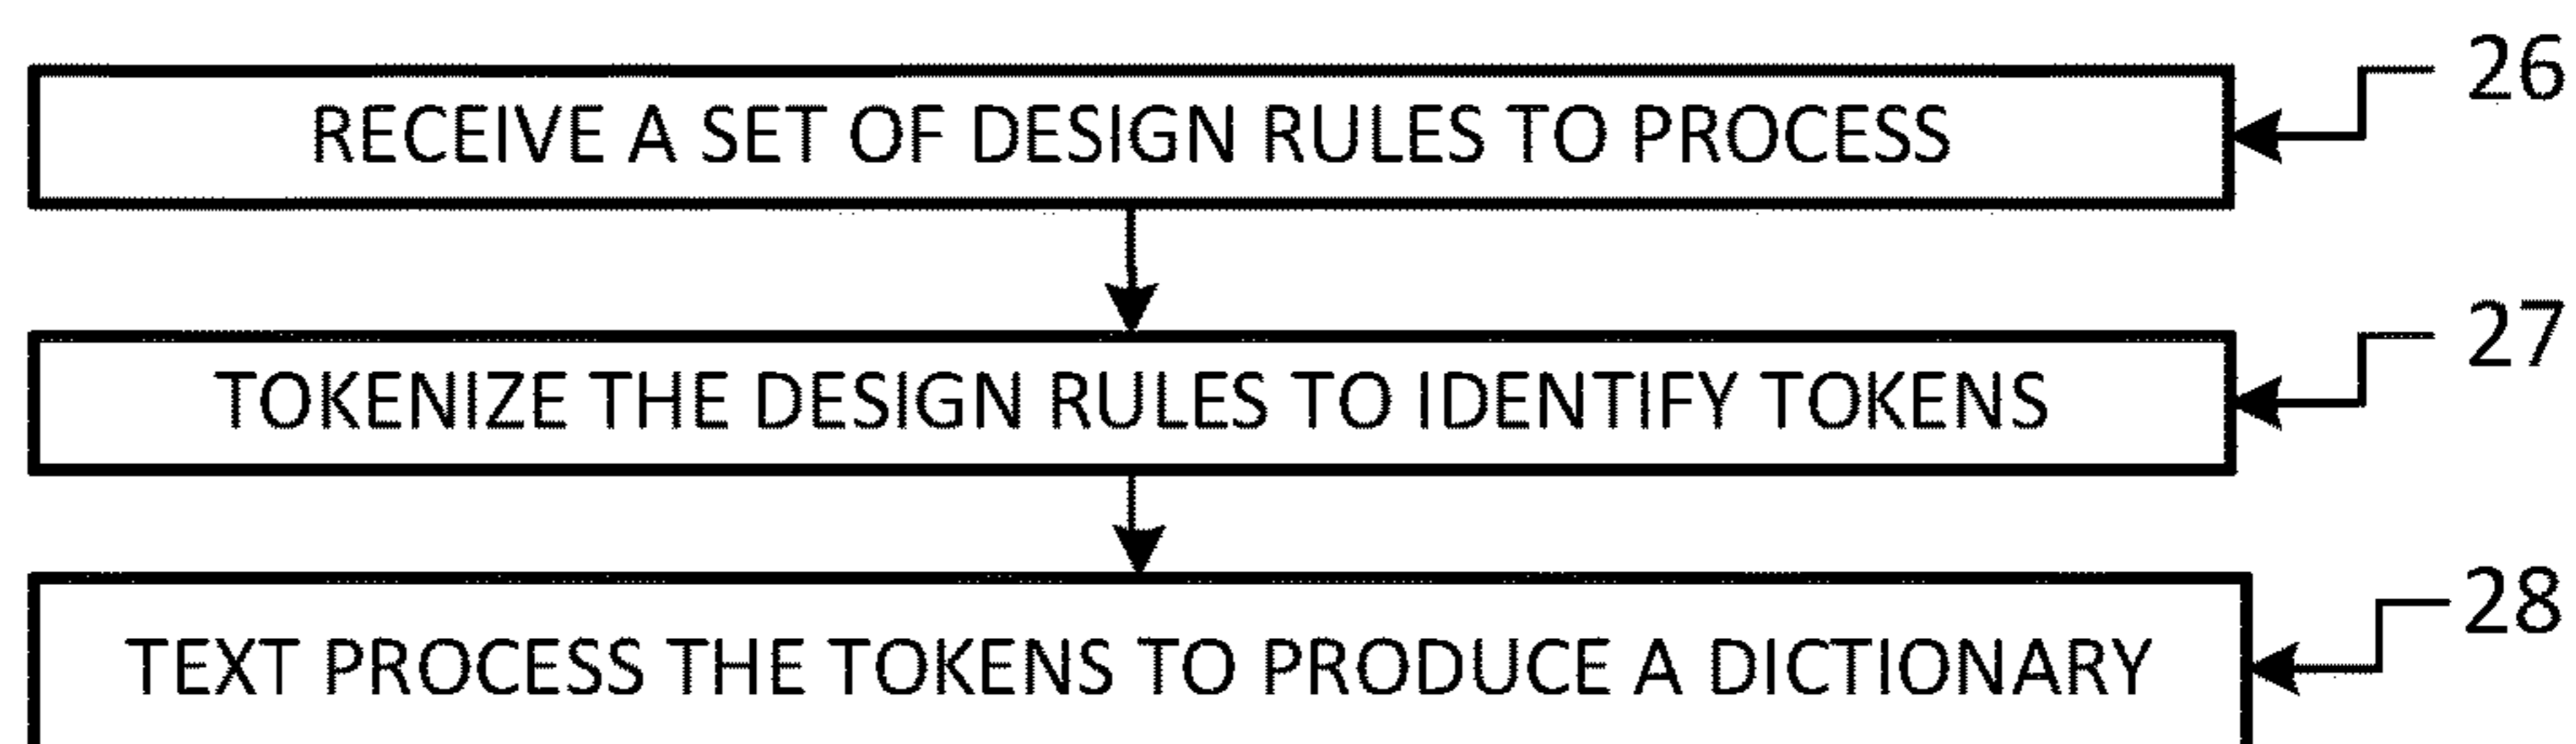 RECEIVE A SET OF DESIGN RULES TO PROCESS 26
TOKENIZE THE DESIGN RULES TO IDENTIFY TOKENS 27
TEXT PROCESS THE TOKENS TO PRODUCE A DICTIONARY 28